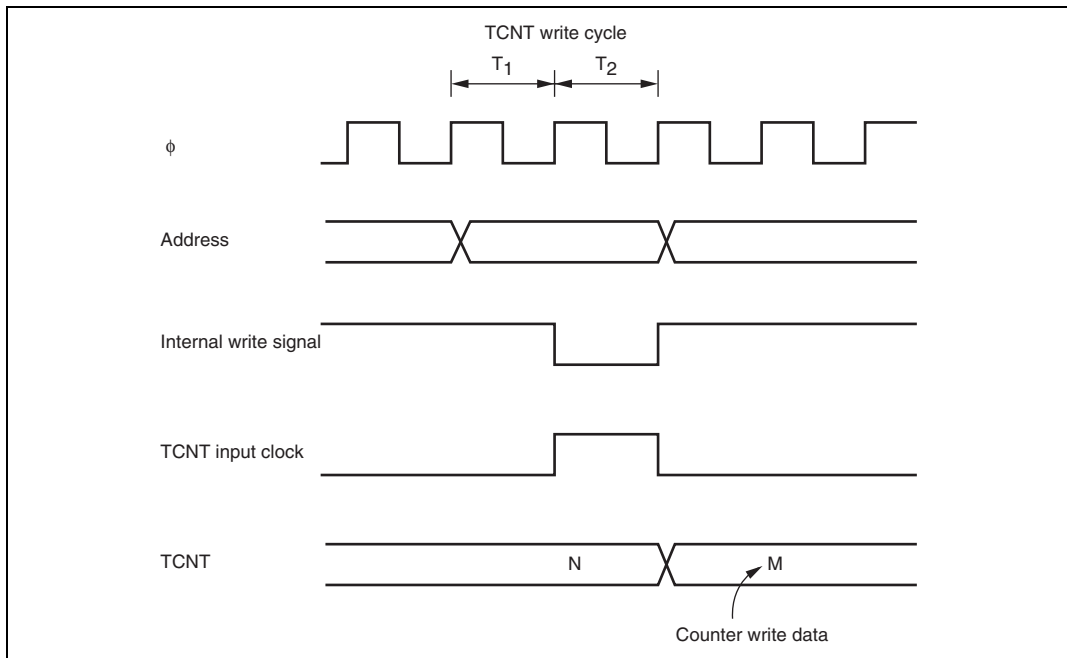 TCNT write cycle
T1 T2
ϕ
Address
Internal write signal
TCNT input clock
TCNT N M
Counter write data